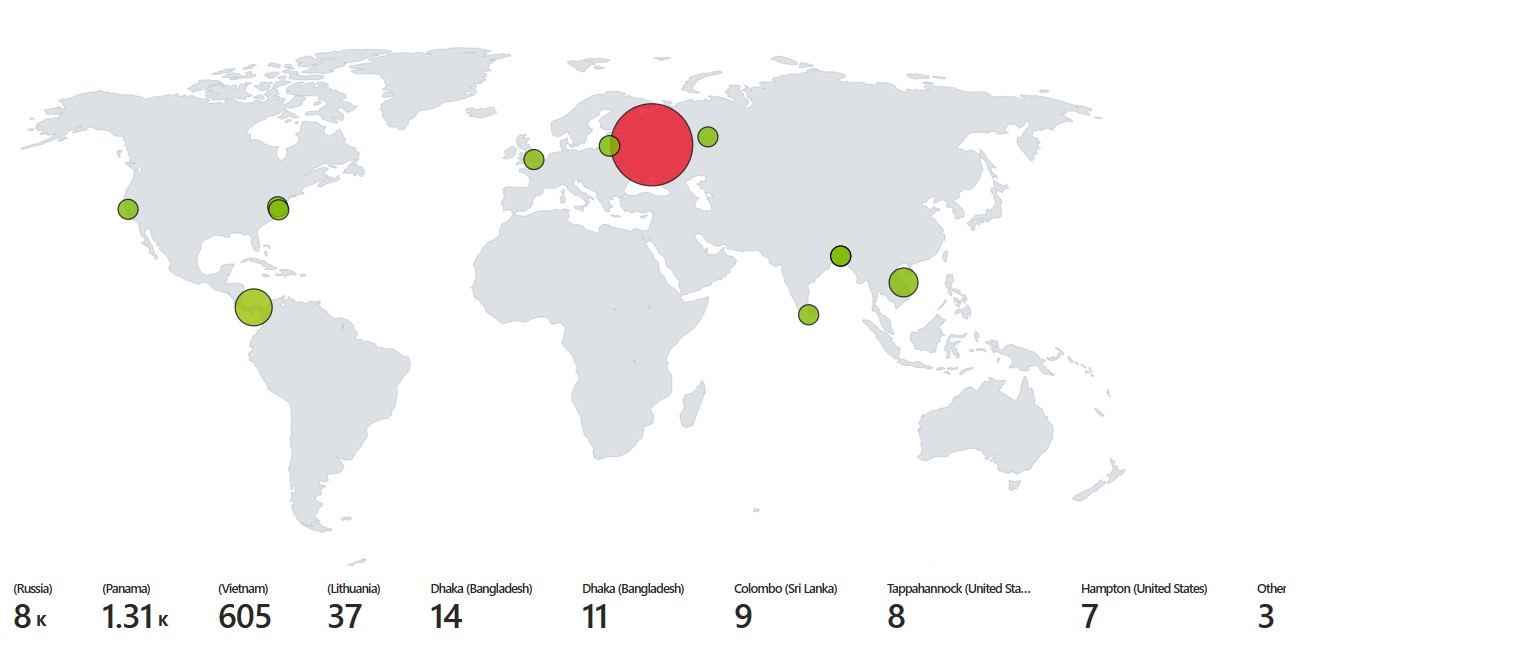 (Russia) (Panama) (Vietnam) (Lithuania) Dhaka (Bangladesh) Dhaka (Bangladesh) Colombo (Sri Lanka) Tappahannock (United Sta... Hampton (United States) Other
8 K 1.31 K 605 37 14 11 9 8 7 3